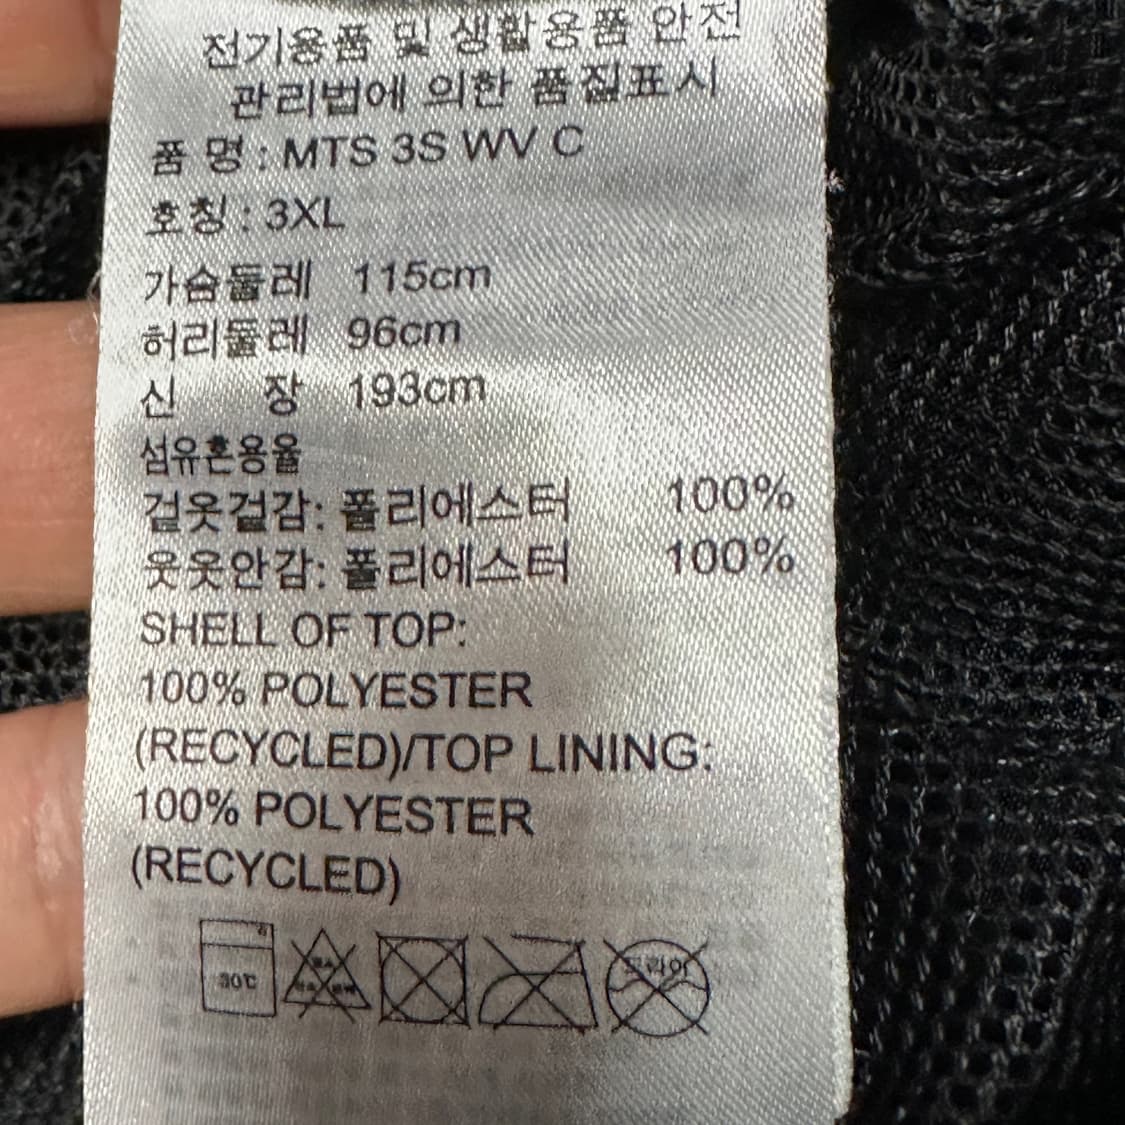 전기용품 및 생활용품 안전
관리법에 의한 품질표시
품 명 : MTS 3S WV C
호칭 : 3XL
가슴둘레 115cm
허리둘레 96cm
신 장 193cm
섬유혼용율
겉옷겉감: 폴리에스터 100%
웃옷안감: 폴리에스터 100%
SHELL OF TOP:
100% POLYESTER
(RECYCLED)/TOP LINING:
100% POLYESTER
(RECYCLED)
30℃ 드라이